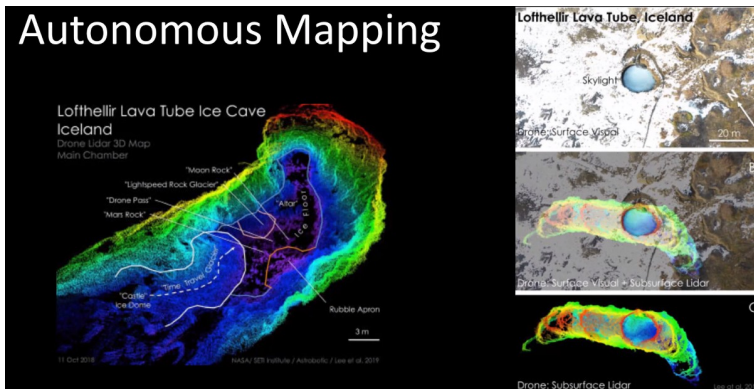 Autonomous Mapping
Lofthellir Lava Tube Ice Cave
Iceland
Drone Lidar 3D Map
Main Chamber
"Moon Rock"
"Lightspeed Rock Glacier"
"Drone Pass"
"Mars Rock"
"Altar"
Ice Floor
"Time Travel Glacier"
"Castle"
Ice Dome
Rubble Apron
3 m
11 Oct 2018
NASA/ SETI Institute / Astrobotic / Lee et al. 2019
Lofthellir Lava Tube, Iceland
Skylight
N
20 m
Drone: Surface Visual
Drone: Surface Visual + Subsurface Lidar
Drone: Subsurface Lidar